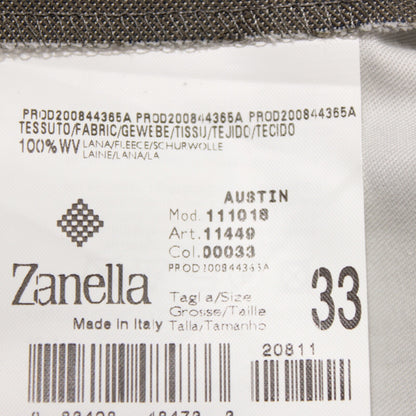 PROD200844365A PROD200844365A PROD200844365A
TESSUTO/FABRIC/GEWEBE/TISSU/TEJIDO/TECIDO
100%WV LANA/FLEECE/SCHURWOLLE
LAINE/LANA/LA
AUSTIN
Mod. 111018
Art. 11449
Col. 00033
PROD200844365A
Zanella
Made in Italy
Taglia/Size
Grosse/Taille
Talla/Tamanho
33
20811